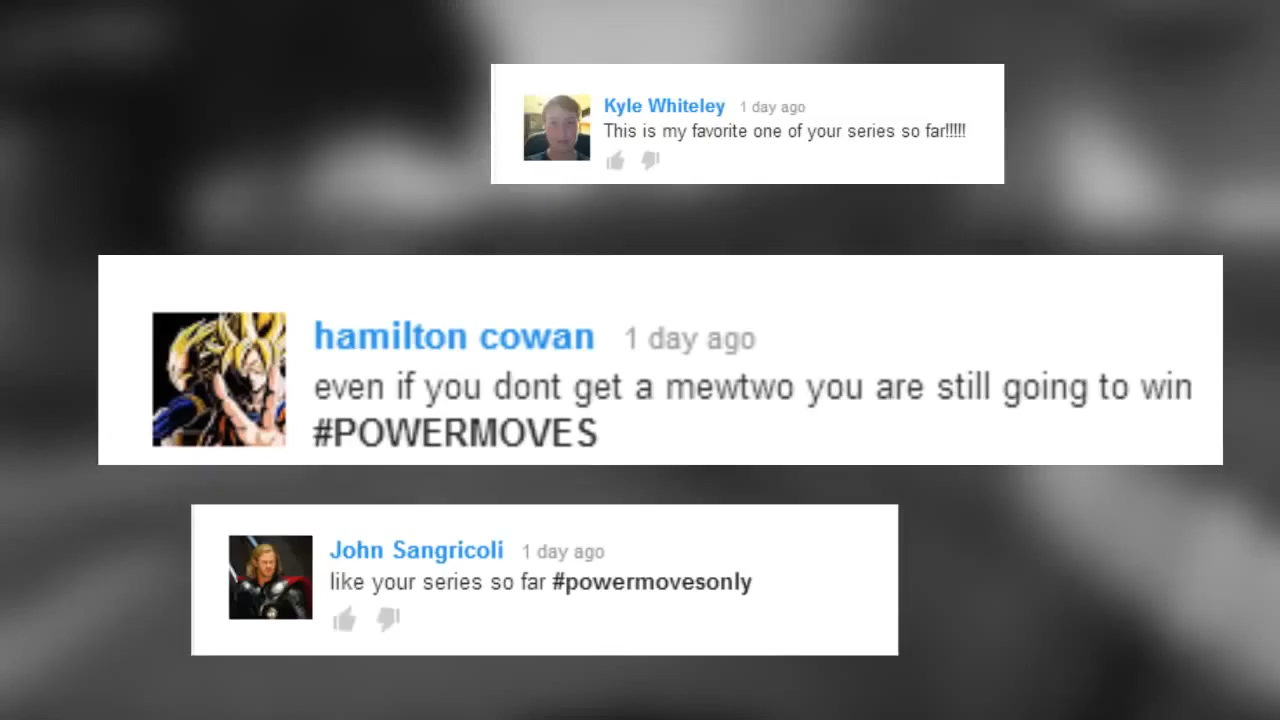 Kyle Whiteley 1 day ago
This is my favorite one of your series so far!!!!!
hamilton cowan 1 day ago
even if you dont get a mewtwo you are still going to win
#POWERMOVES
John Sangricoli 1 day ago
like your series so far #powermovesonly